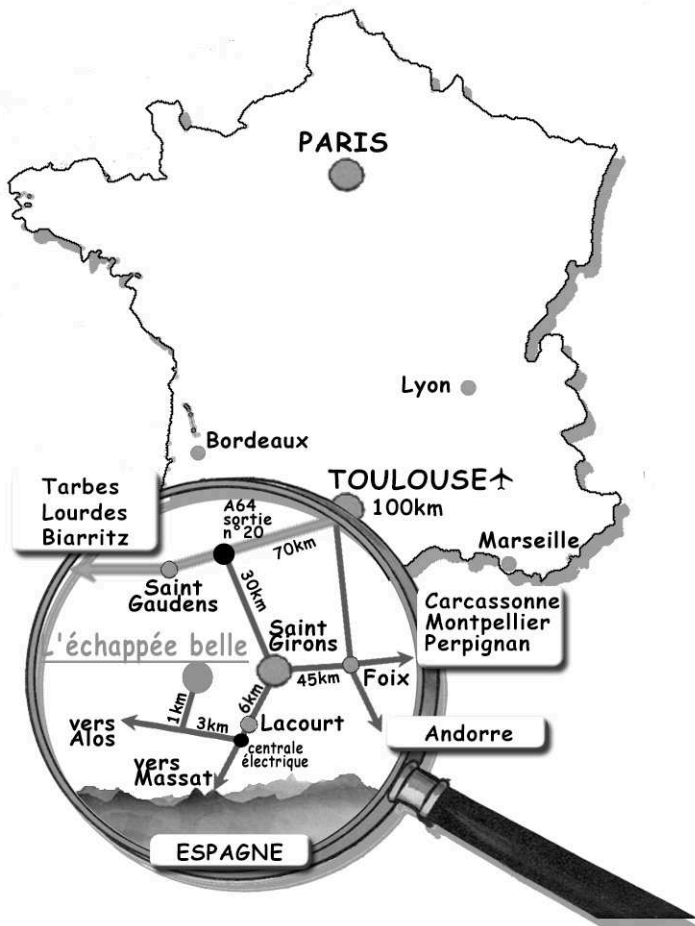 PARIS
Lyon
Bordeaux
TOULOUSE
100km
Tarbes
Lourdes
Biarritz
A64
sortie
n°20
70km
Marseille
Saint
Gaudens
30km
Carcassonne
Montpellier
Perpignan
Saint
Girons
L'échappée belle
45km
Foix
1km
6km
vers
Alos
3km
Lacourt
Andorre
centrale
électrique
vers
Massat
ESPAGNE